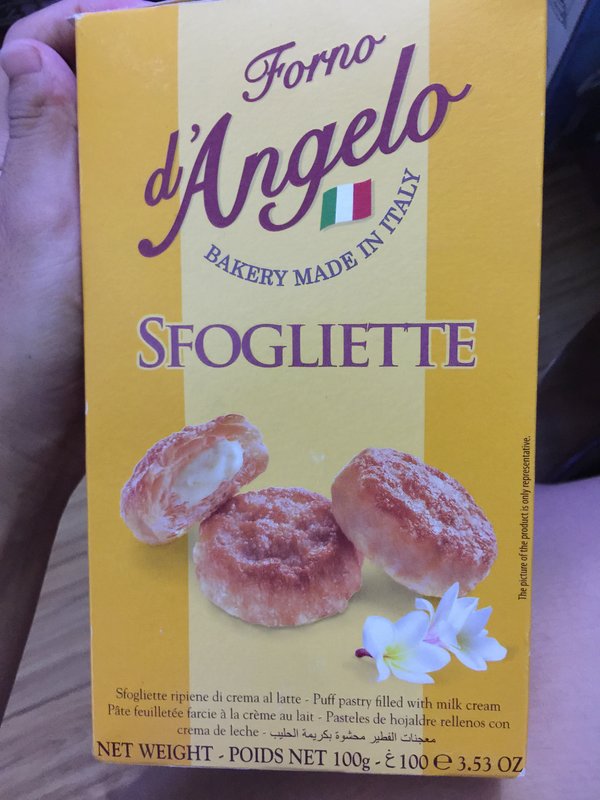 Forno
d'Angelo
BAKERY MADE IN ITALY
SFOGLIETTE
The picture of the product is only representative.
Sfogliette ripiene di crema al latte - Puff pastry filled with milk cream
Pâte feuilletée farcie à la crème au lait - Pasteles de hojaldre rellenos con
crema de leche - معجنات الفطير محشوة بكريمة الحليب
NET WEIGHT - POIDS NET 100g - غ 100 ℮ 3.53 OZ